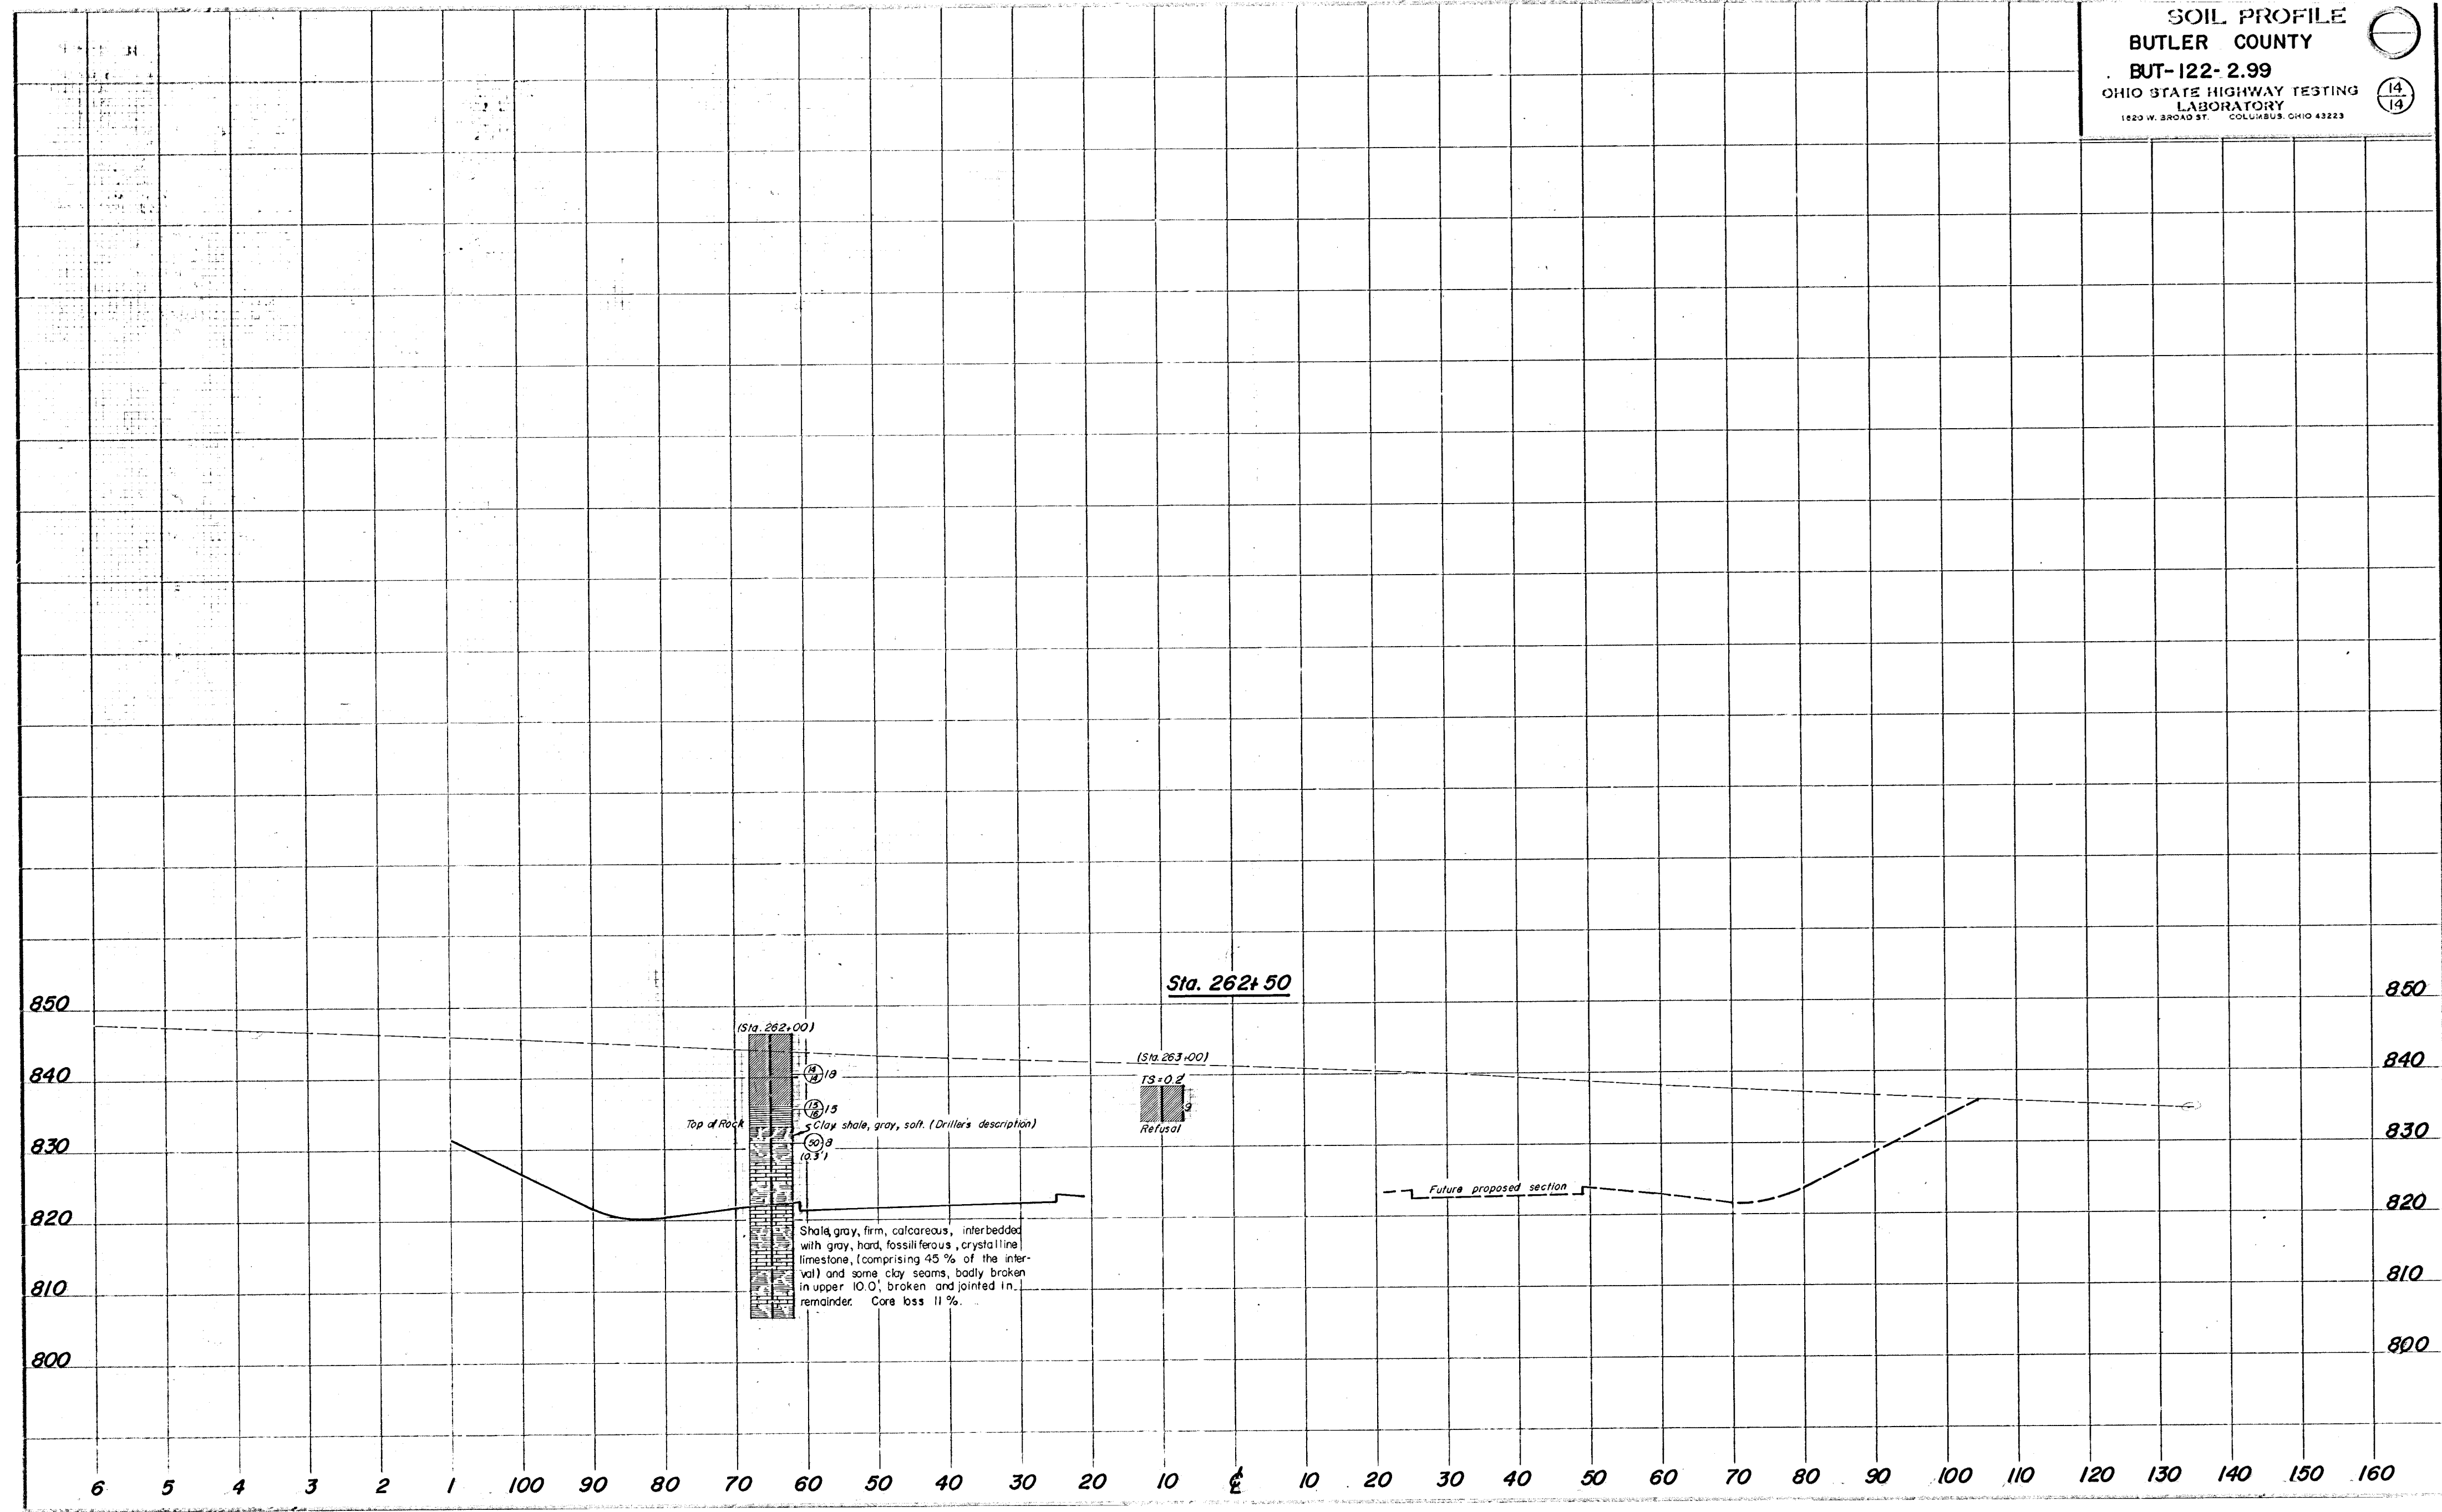 SOIL PROFILE
BUTLER COUNTY
BUT-122-2.99
OHIO STATE HIGHWAY TESTING
LABORATORY
1620 W. BROAD ST. COLUMBUS, OHIO 43223
14
14
Sta. 262+50
850
850
(Sta. 262+00)
(Sta. 263+00)
840
840
14
14
18
TS=0.2'
15
16
15
9
Top of Rock
Clay shale, gray, soft. (Driller's description)
Refusal
830
830
50
8
(0.3')
Future proposed section
820
820
Shale, gray, firm, calcareous, interbedded
with gray, hard, fossiliferous, crystalline
limestone, (comprising 45 % of the inter-
val) and some clay seams, badly broken
in upper 10.0', broken and jointed in
remainder. Core loss 11 %.
810
810
800
800
6 5 4 3 2 1 100 90 80 70 60 50 40 30 20 10 ℄ 10 20 30 40 50 60 70 80 90 100 110 120 130 140 150 160